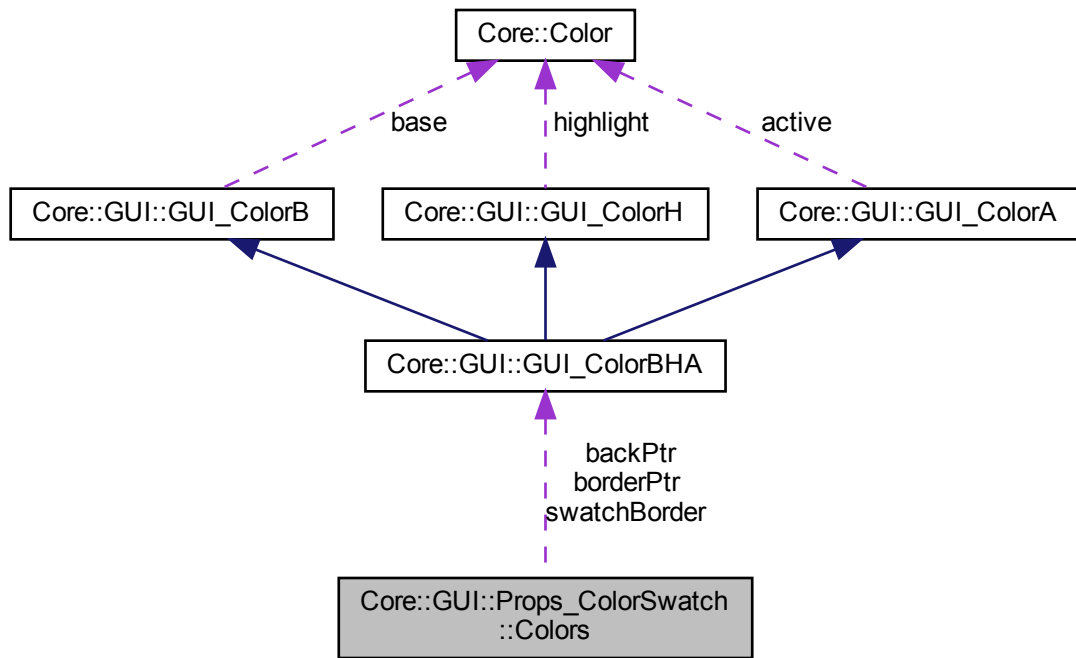 Core::Color
base
highlight
active
Core::GUI::GUI_ColorB
Core::GUI::GUI_ColorH
Core::GUI::GUI_ColorA
Core::GUI::GUI_ColorBHA
backPtr
borderPtr
swatchBorder
Core::GUI::Props_ColorSwatch
::Colors